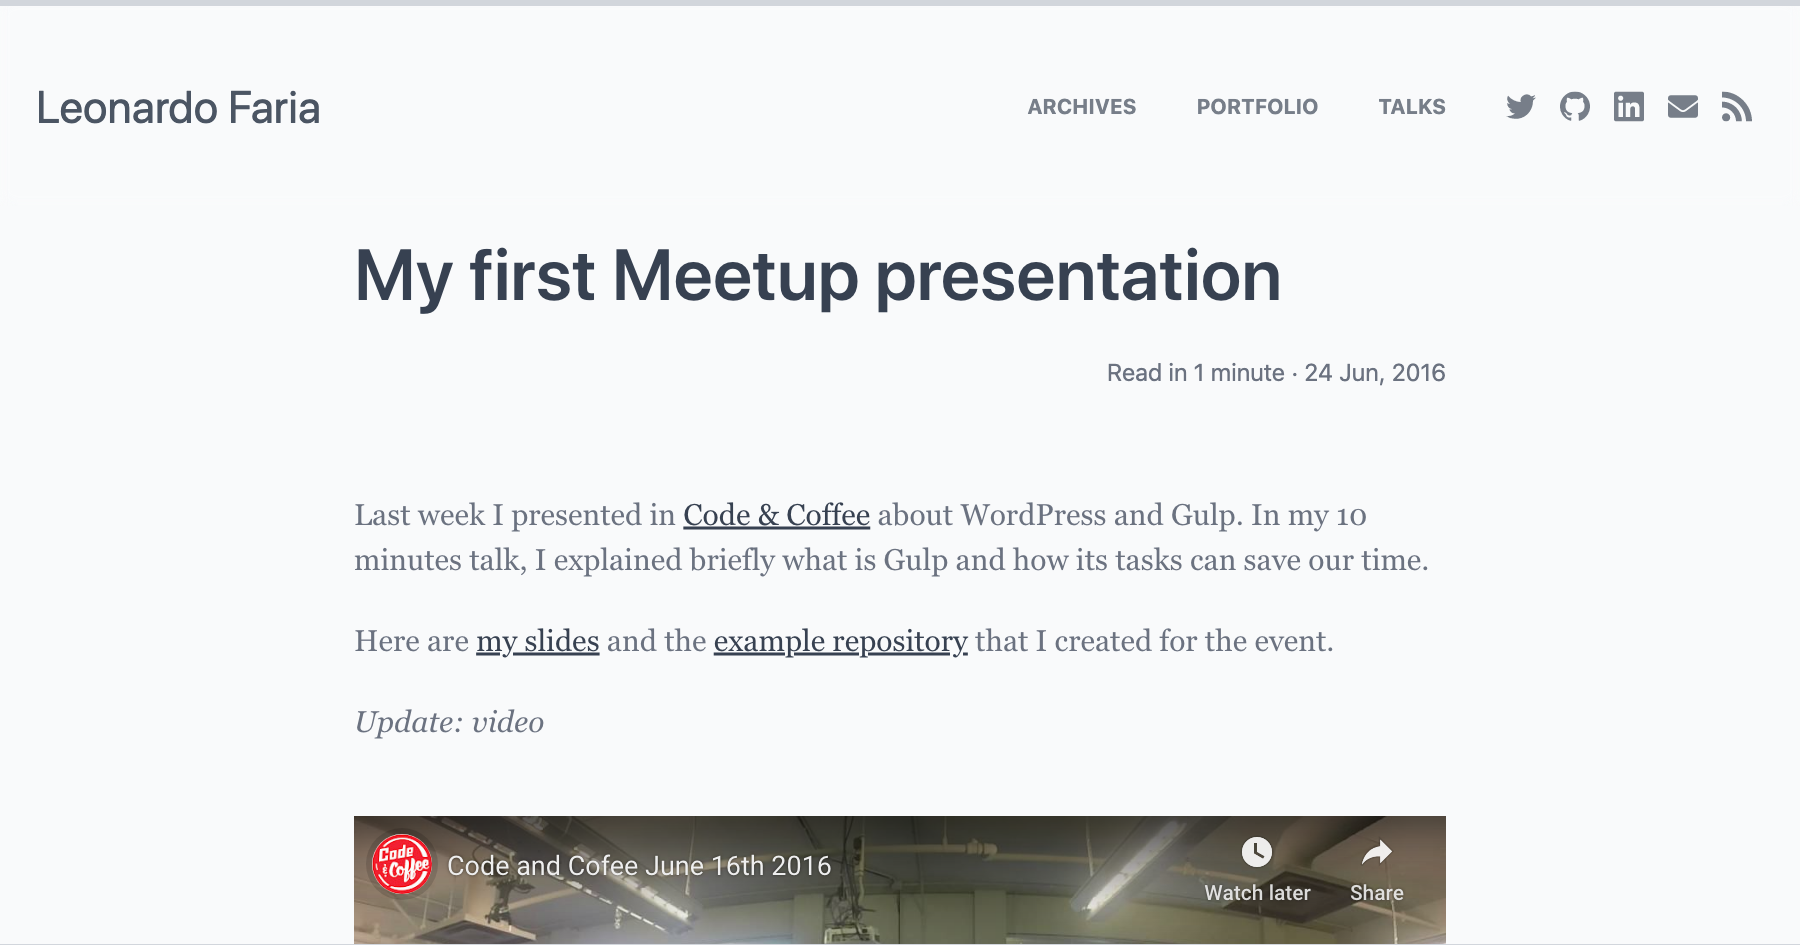 Leonardo Faria
ARCHIVES PORTFOLIO TALKS
My first Meetup presentation
Read in 1 minute · 24 Jun, 2016
Last week I presented in Code & Coffee about WordPress and Gulp. In my 10
minutes talk, I explained briefly what is Gulp and how its tasks can save our time.
Here are my slides and the example repository that I created for the event.
Update: video
Code & Coffee
Code and Cofee June 16th 2016
Watch later
Share